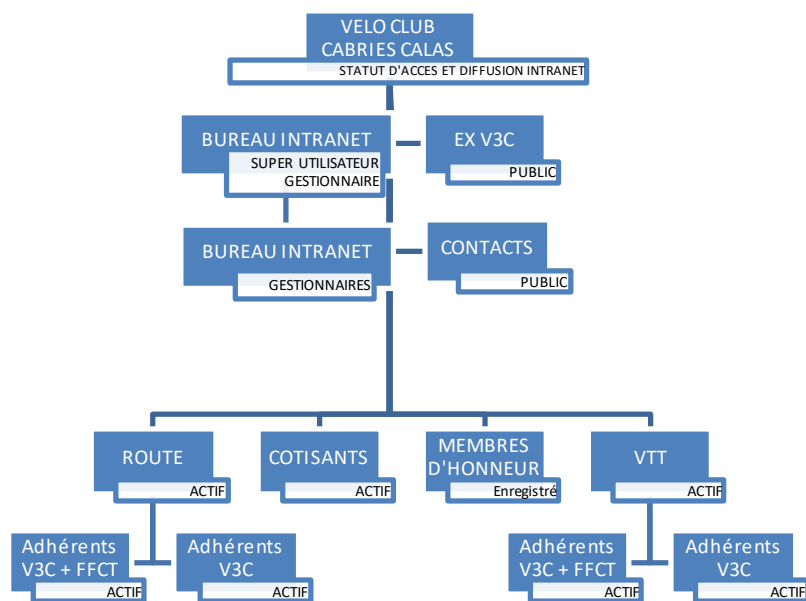 VELO CLUB
CABRIES CALAS
STATUT D'ACCES ET DIFFUSION INTRANET
BUREAU INTRANET
SUPER UTILISATEUR
GESTIONNAIRE
EX V3C
PUBLIC
BUREAU INTRANET
GESTIONNAIRES
CONTACTS
PUBLIC
ROUTE
ACTIF
COTISANTS
ACTIF
MEMBRES
D'HONNEUR
Enregistré
VTT
ACTIF
Adhérents
V3C + FFCT
ACTIF
Adhérents
V3C
ACTIF
Adhérents
V3C + FFCT
ACTIF
Adhérents
V3C
ACTIF